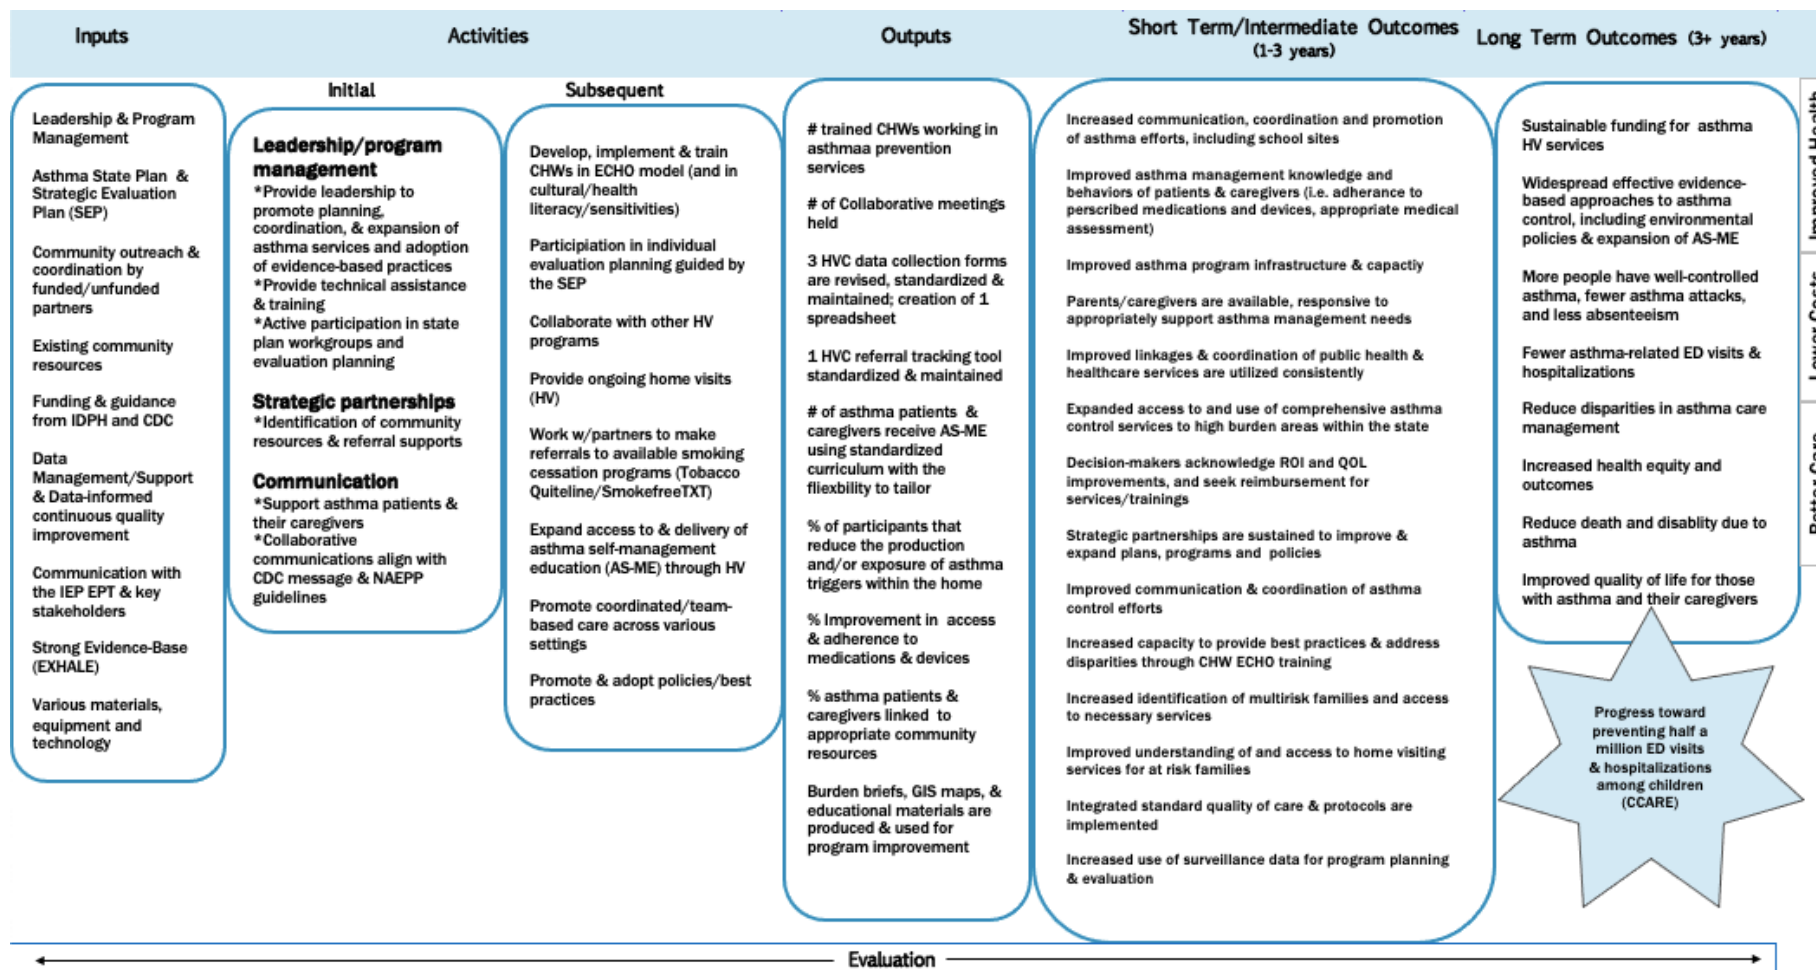 Inputs
Activities
Outputs
Short Term/Intermediate Outcomes
(1-3 years)
Long Term Outcomes (3+ years)
Initial
Subsequent
Leadership & Program
Management
Asthma State Plan &
Strategic Evaluation
Plan (SEP)
Community outreach &
coordination by
funded/unfunded
partners
Existing community
resources
Funding & guidance
from IDPH and CDC
Data
Management/Support
& Data-informed
continuous quality
improvement
Communication with
the IEP EPT & key
stakeholders
Strong Evidence-Base
(EXHALE)
Various materials,
equipment and
technology
Leadership/program
management
*Provide leadership to
promote planning,
coordination, & expansion of
asthma services and adoption
of evidence-based practices
*Provide technical assistance
& training
*Active participation in state
plan workgroups and
evaluation planning
Strategic partnerships
*Identification of community
resources & referral supports
Communication
*Support asthma patients &
their caregivers
*Collaborative
communications align with
CDC message & NAEPP
guidelines
Develop, implement & train
CHWs in ECHO model (and in
cultural/health
literacy/sensitivities)
Participiation in individual
evaluation planning guided by
the SEP
Collaborate with other HV
programs
Provide ongoing home visits
(HV)
Work w/partners to make
referrals to available smoking
cessation programs (Tobacco
Quiteline/SmokefreeTXT)
Expand access to & delivery of
asthma self-management
education (AS-ME) through HV
Promote coordinated/team-
based care across various
settings
Promote & adopt policies/best
practices
# trained CHWs working in
asthmaa prevention
services
# of Collaborative meetings
held
3 HVC data collection forms
are revised, standardized &
maintained; creation of 1
spreadsheet
1 HVC referral tracking tool
standardized & maintained
# of asthma patients &
caregivers receive AS-ME
using standardized
curriculum with the
fliexbility to tailor
% of participants that
reduce the production
and/or exposure of asthma
triggers within the home
% Improvement in access
& adherence to
medications & devices
% asthma patients &
caregivers linked to
appropriate community
resources
Burden briefs, GIS maps, &
educational materials are
produced & used for
program improvement
Increased communication, coordination and promotion
of asthma efforts, including school sites
Improved asthma management knowledge and
behaviors of patients & caregivers (i.e. adherance to
perscribed medications and devices, appropriate medical
assessment)
Improved asthma program infrastructure & capactiy
Parents/caregivers are available, responsive to
appropriately support asthma management needs
Improved linkages & coordination of public health &
healthcare services are utilized consistently
Expanded access to and use of comprehensive asthma
control services to high burden areas within the state
Decision-makers acknowledge ROI and QOL
improvements, and seek reimbursement for
services/trainings
Strategic partnerships are sustained to improve &
expand plans, programs and policies
Improved communication & coordination of asthma
control efforts
Increased capacity to provide best practices & address
disparities through CHW ECHO training
Increased identification of multirisk families and access
to necessary services
Improved understanding of and access to home visiting
services for at risk families
Integrated standard quality of care & protocols are
implemented
Increased use of surveillance data for program planning
& evaluation
Sustainable funding for asthma
HV services
Widespread effective evidence-
based approaches to asthma
control, including environmental
policies & expansion of AS-ME
More people have well-controlled
asthma, fewer asthma attacks,
and less absenteeism
Fewer asthma-related ED visits &
hospitalizations
Reduce disparities in asthma care
management
Increased health equity and
outcomes
Reduce death and disablity due to
asthma
Improved quality of life for those
with asthma and their caregivers
Progress toward
preventing half a
million ED visits
& hospitalizations
among children
(CCARE)
Improved Health
Lower Costs
Better Care
Evaluation